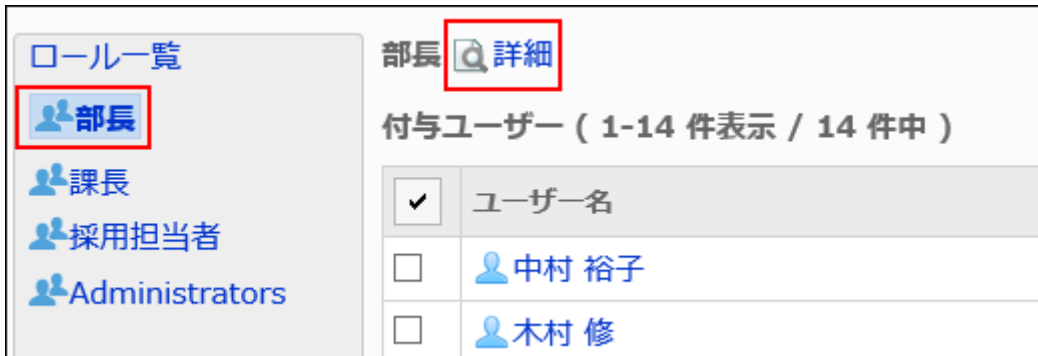 ロール一覧
部長
課長
採用担当者
Administrators
部長 詳細
付与ユーザー ( 1-14 件表示 / 14 件中 )
ユーザー名
中村 裕子
木村 修